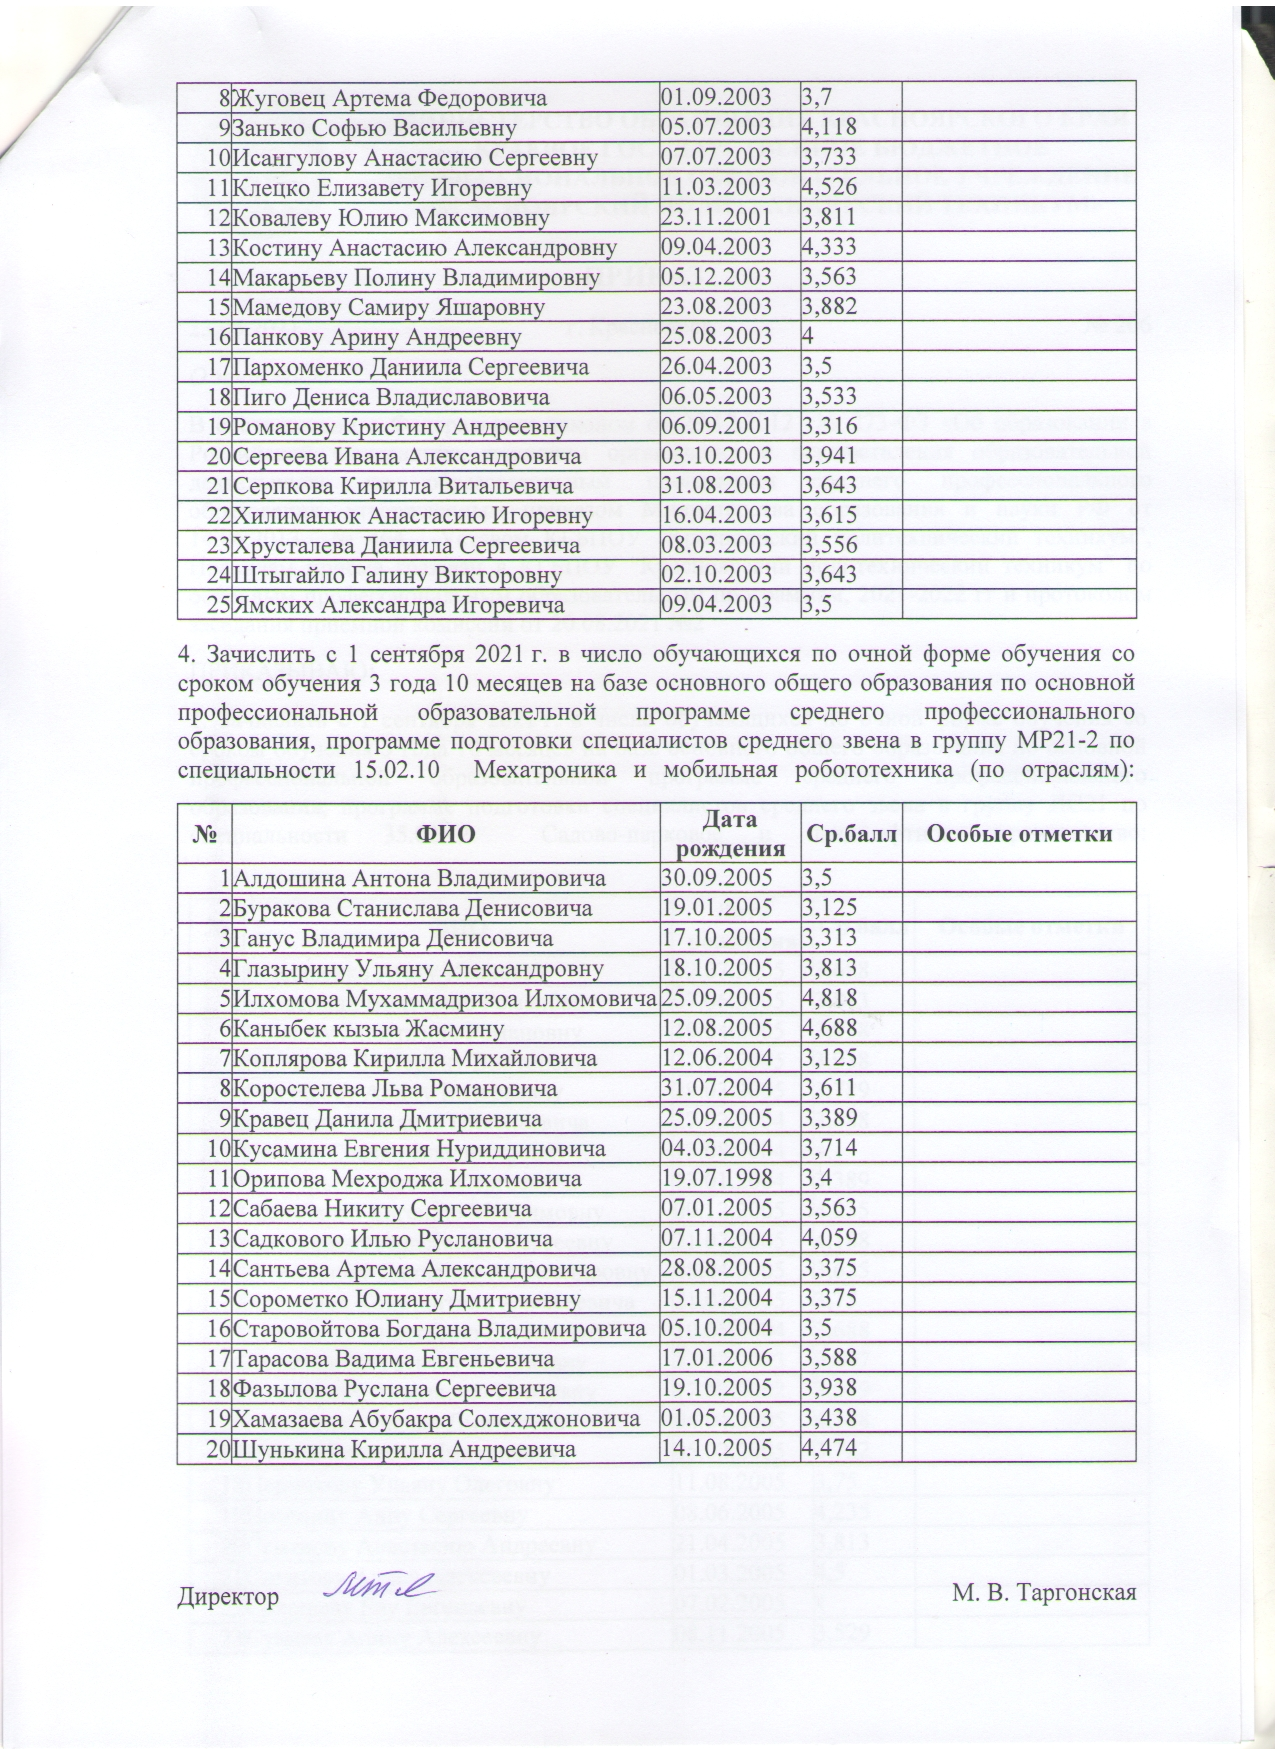 8 Жуговец Артема Федоровича 01.09.2003 3,7
9 Занько Софью Васильевну 05.07.2003 4,118
10 Исангулову Анастасию Сергеевну 07.07.2003 3,733
11 Клецко Елизавету Игоревну 11.03.2003 4,526
12 Ковалеву Юлию Максимовну 23.11.2001 3,811
13 Костину Анастасию Александровну 09.04.2003 4,333
14 Макарьеву Полину Владимировну 05.12.2003 3,563
15 Мамедову Самиру Яшаровну 23.08.2003 3,882
16 Панкову Арину Андреевну 25.08.2003 4
17 Пархоменко Даниила Сергеевича 26.04.2003 3,5
18 Пиго Дениса Владиславовича 06.05.2003 3,533
19 Романову Кристину Андреевну 06.09.2001 3,316
20 Сергеева Ивана Александровича 03.10.2003 3,941
21 Серпкова Кирилла Витальевича 31.08.2003 3,643
22 Хилиманюк Анастасию Игоревну 16.04.2003 3,615
23 Хрусталева Даниила Сергеевича 08.03.2003 3,556
24 Штыгайло Галину Викторовну 02.10.2003 3,643
25 Ямских Александра Игоревича 09.04.2003 3,5
4. Зачислить с 1 сентября 2021 г. в число обучающихся по очной форме обучения со
сроком обучения 3 года 10 месяцев на базе основного общего образования по основной
профессиональной образовательной программе среднего профессионального
образования, программе подготовки специалистов среднего звена в группу МР21-2 по
специальности 15.02.10 Мехатроника и мобильная робототехника (по отраслям):
№ ФИО Дата рождения Ср.балл Особые отметки
1 Алдошина Антона Владимировича 30.09.2005 3,5
2 Буракова Станислава Денисовича 19.01.2005 3,125
3 Ганус Владимира Денисовича 17.10.2005 3,313
4 Глазырину Ульяну Александровну 18.10.2005 3,813
5 Илхомова Мухаммадризоа Илхомовича 25.09.2005 4,818
6 Каныбек кызыа Жасмину 12.08.2005 4,688
7 Коплярова Кирилла Михайловича 12.06.2004 3,125
8 Коростелева Льва Романовича 31.07.2004 3,611
9 Кравец Данила Дмитриевича 25.09.2005 3,389
10 Кусамина Евгения Нуриддиновича 04.03.2004 3,714
11 Орипова Мехроджа Илхомовича 19.07.1998 3,4
12 Сабаева Никиту Сергеевича 07.01.2005 3,563
13 Садкового Илью Руслановича 07.11.2004 4,059
14 Сантьева Артема Александровича 28.08.2005 3,375
15 Сорометко Юлиану Дмитриевну 15.11.2004 3,375
16 Старовойтова Богдана Владимировича 05.10.2004 3,5
17 Тарасова Вадима Евгеньевича 17.01.2006 3,588
18 Фазылова Руслана Сергеевича 19.10.2005 3,938
19 Хамазаева Абубакра Солехджоновича 01.05.2003 3,438
20 Шунькина Кирилла Андреевича 14.10.2005 4,474
Директор М. В. Таргонская